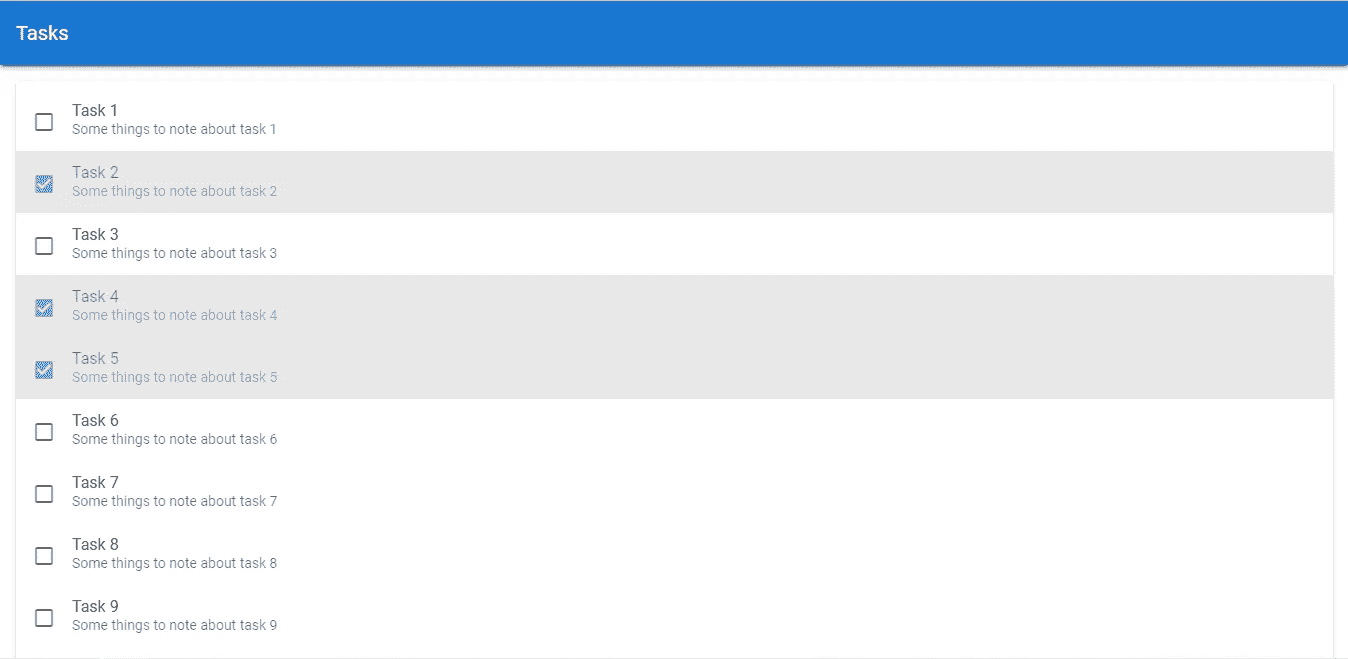 Tasks
Task 1
Some things to note about task 1
Task 2
Some things to note about task 2
Task 3
Some things to note about task 3
Task 4
Some things to note about task 4
Task 5
Some things to note about task 5
Task 6
Some things to note about task 6
Task 7
Some things to note about task 7
Task 8
Some things to note about task 8
Task 9
Some things to note about task 9